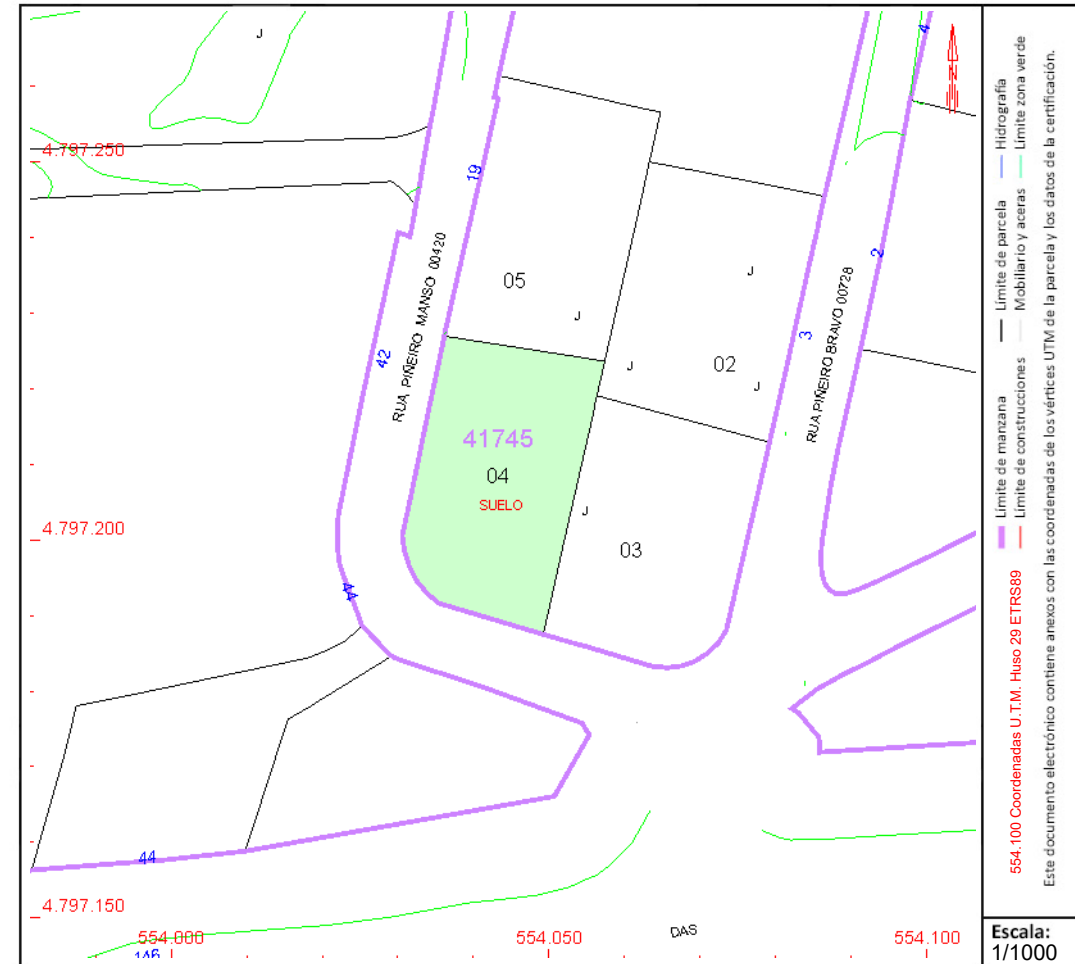 J
4
4.797.250
19
RUA PIÑEIRO MANSO 00420
05
J
2
J
3
42
J
02
J
RUA PIÑEIRO BRAVO 00728
41745
04
SUELO
J
03
4.797.200
44
44
4.797.150
554.000
146
554.050
DAS
554.100
N
Límite de manzana
Límite de parcela
Hidrografía
554.100 Coordenadas U.T.M. Huso 29 ETRS89
Límite de construcciones
Mobiliario y aceras
Límite zona verde
Este documento electrónico contiene anexos con lascoordenadas de los vértices UTM de la parcela y los datos de la certificación.
Escala:
1/1000